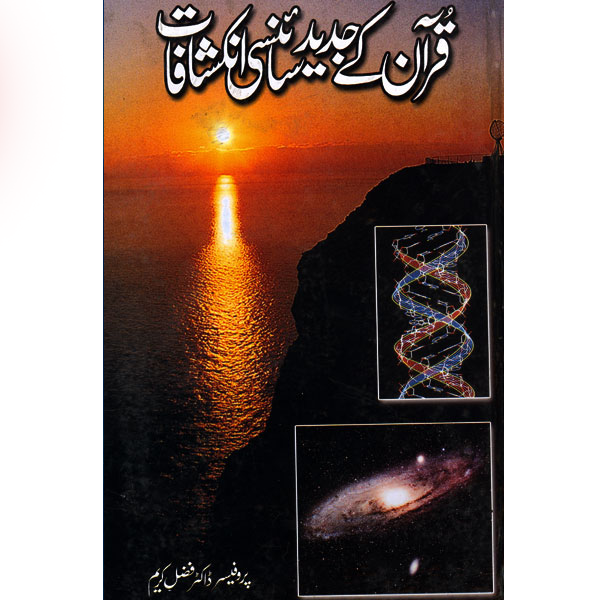 قرآن کے جدید سائنسی انکشافات
پروفیسر ڈاکٹر فضل کریم